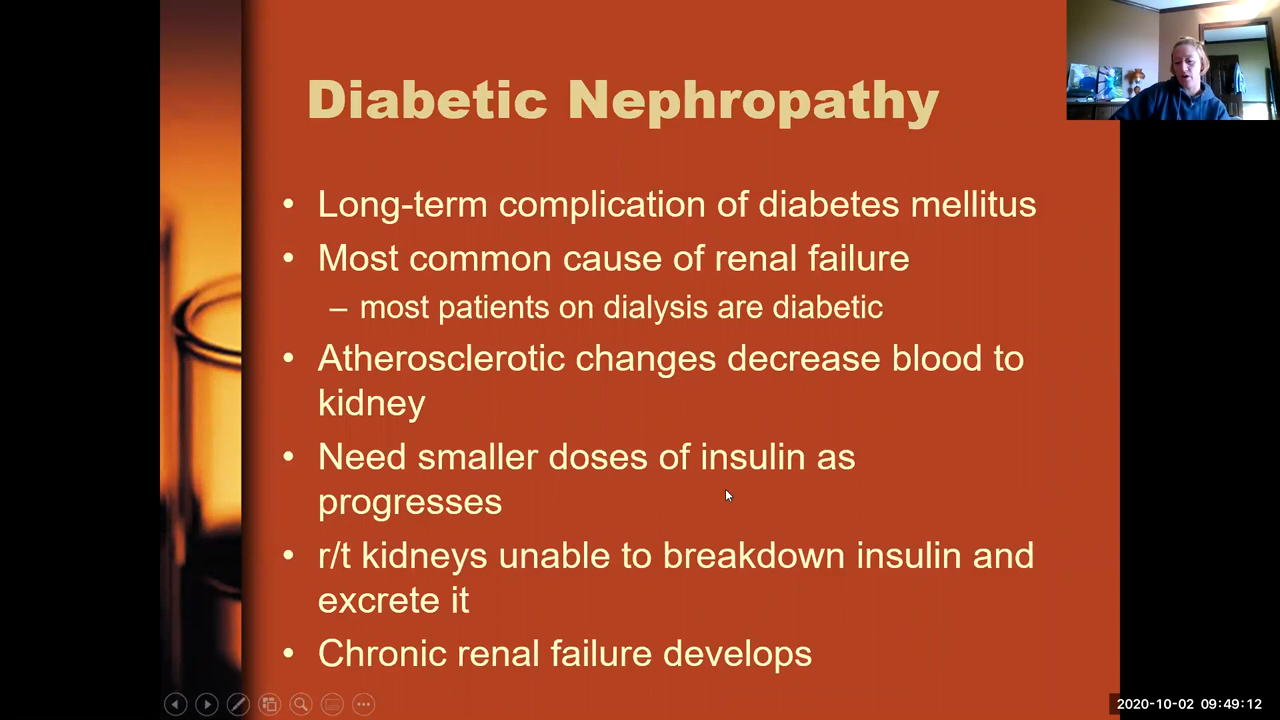 Diabetic Nephropathy
• Long-term complication of diabetes mellitus
• Most common cause of renal failure
– most patients on dialysis are diabetic
• Atherosclerotic changes decrease blood to
kidney
• Need smaller doses of insulin as
progresses
• r/t kidneys unable to breakdown insulin and
excrete it
• Chronic renal failure develops
2020-10-02 09:49:12